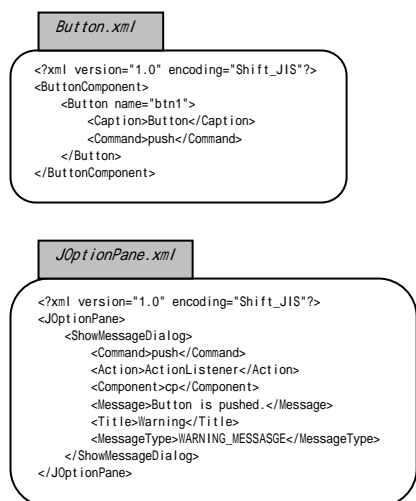 Button.xml
<?xml version="1.0" encoding="Shift_JIS"?>
<ButtonComponent>
<Button name="btn1">
<Caption>Button</Caption>
<Command>push</Command>
</Button>
</ButtonComponent>
JOptionPane.xml
<?xml version="1.0" encoding="Shift_JIS"?>
<JOptionPane>
<ShowMessageDialog>
<Command>push</Command>
<Action>ActionListener</Action>
<Component>cp</Component>
<Message>Button is pushed.</Message>
<Title>Warning</Title>
<MessageType>WARNING_MESSASGE</MessageType>
</ShowMessageDialog>
</JOptionPane>